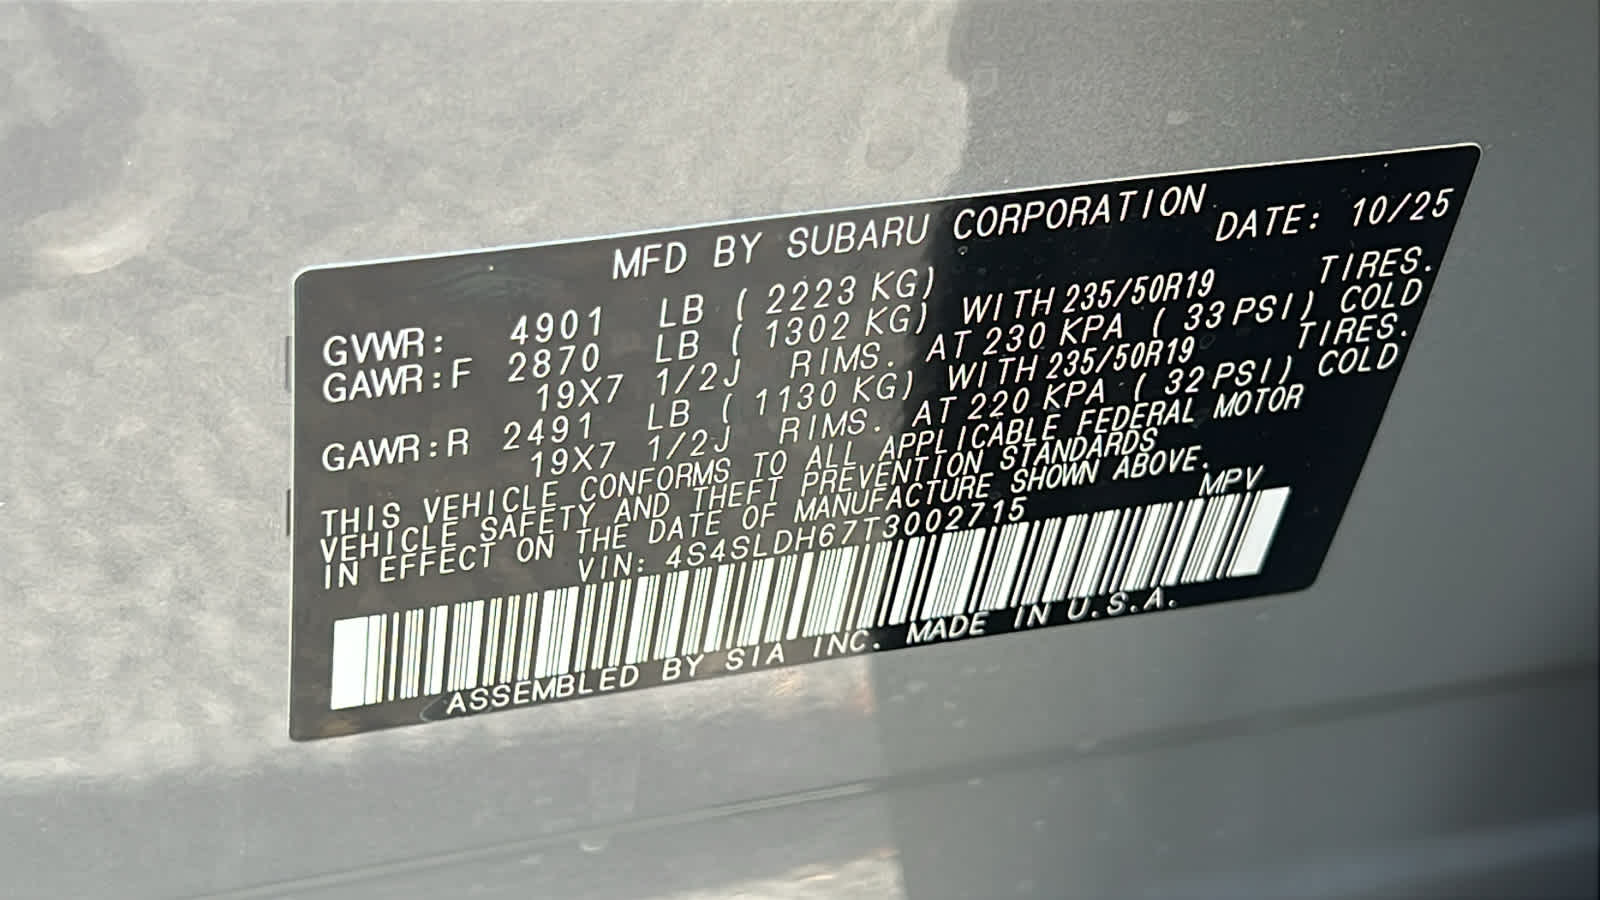 MFD BY SUBARU CORPORATION DATE: 10/25
GVWR: 4901 LB ( 2223 KG)
GAWR:F 2870 LB ( 1302 KG) WITH 235/50R19 TIRES.
19X7 1/2J RIMS. AT 230 KPA ( 33 PSI) COLD
GAWR:R 2491 LB ( 1130 KG) WITH 235/50R19 TIRES.
19X7 1/2J RIMS. AT 220 KPA ( 32 PSI) COLD
THIS VEHICLE CONFORMS TO ALL APPLICABLE FEDERAL MOTOR
VEHICLE SAFETY AND THEFT PREVENTION STANDARDS
IN EFFECT ON THE DATE OF MANUFACTURE SHOWN ABOVE.
VIN: 4S4SLDH67T3002715 MPV
ASSEMBLED BY SIA INC. MADE IN U.S.A.